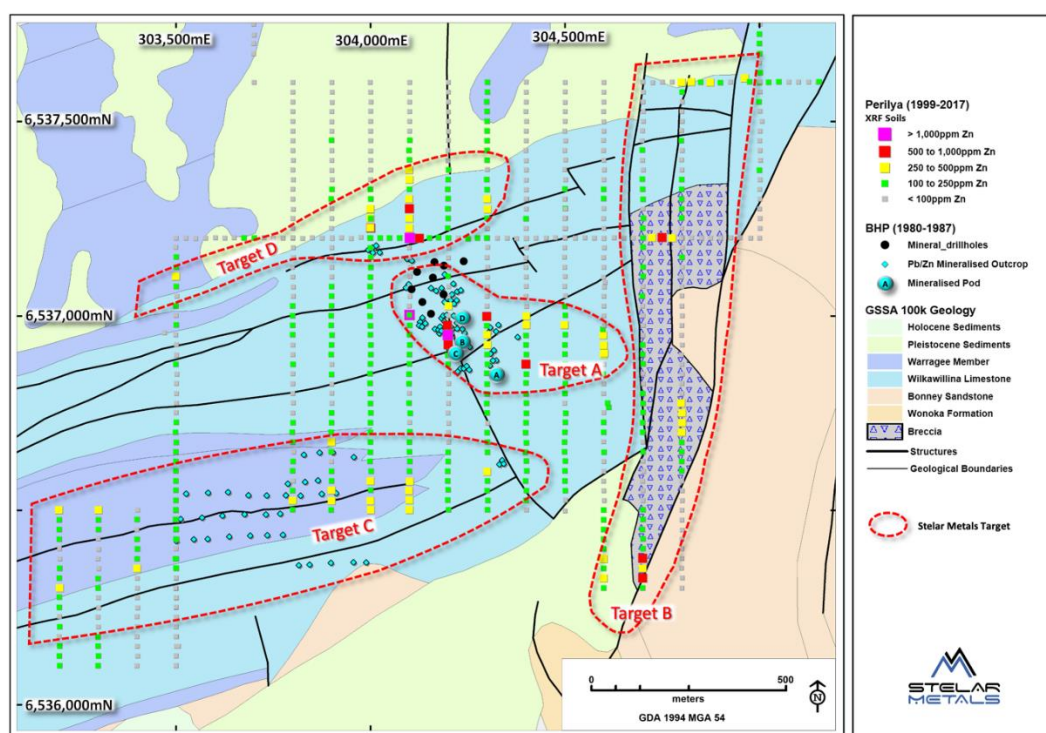 303,500mE
304,000mE
304,500mE
6,537,500mN
6,537,000mN
6,536,000mN
Target D
Target A
Target C
Target B
D
B
C
A
0
500
meters
GDA 1994 MGA 54
N
Perilya (1999-2017)
XRF Soils
> 1,000ppm Zn
500 to 1,000ppm Zn
250 to 500ppm Zn
100 to 250ppm Zn
< 100ppm Zn
BHP (1980-1987)
Mineral_drillholes
Pb/Zn Mineralised Outcrop
A
Mineralised Pod
GSSA 100k Geology
Holocene Sediments
Pleistocene Sediments
Warragee Member
Wilkawillina Limestone
Bonney Sandstone
Wonoka Formation
Breccia
Structures
Geological Boundaries
Stelar Metals Target
STELAR
METALS